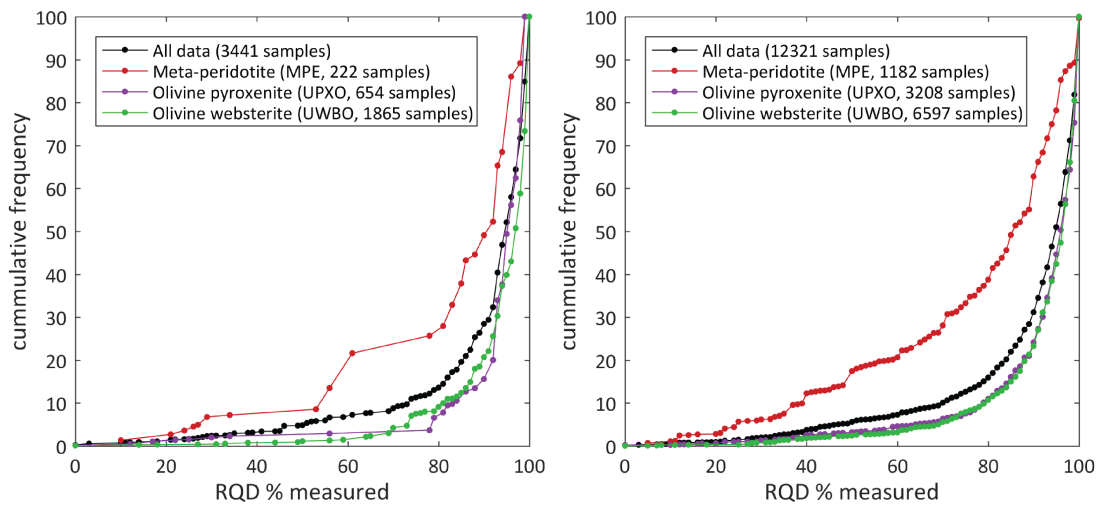 100
90
80
70
60
50
40
30
20
10
0
cummulative frequency
All data (3441 samples)
Meta-peridotite (MPE, 222 samples)
Olivine pyroxenite (UPXO, 654 samples)
Olivine websterite (UWBO, 1865 samples)
0 20 40 60 80 100
RQD % measured
100
90
80
70
60
50
40
30
20
10
0
cummulative frequency
All data (12321 samples)
Meta-peridotite (MPE, 1182 samples)
Olivine pyroxenite (UPXO, 3208 samples)
Olivine websterite (UWBO, 6597 samples)
0 20 40 60 80 100
RQD % measured